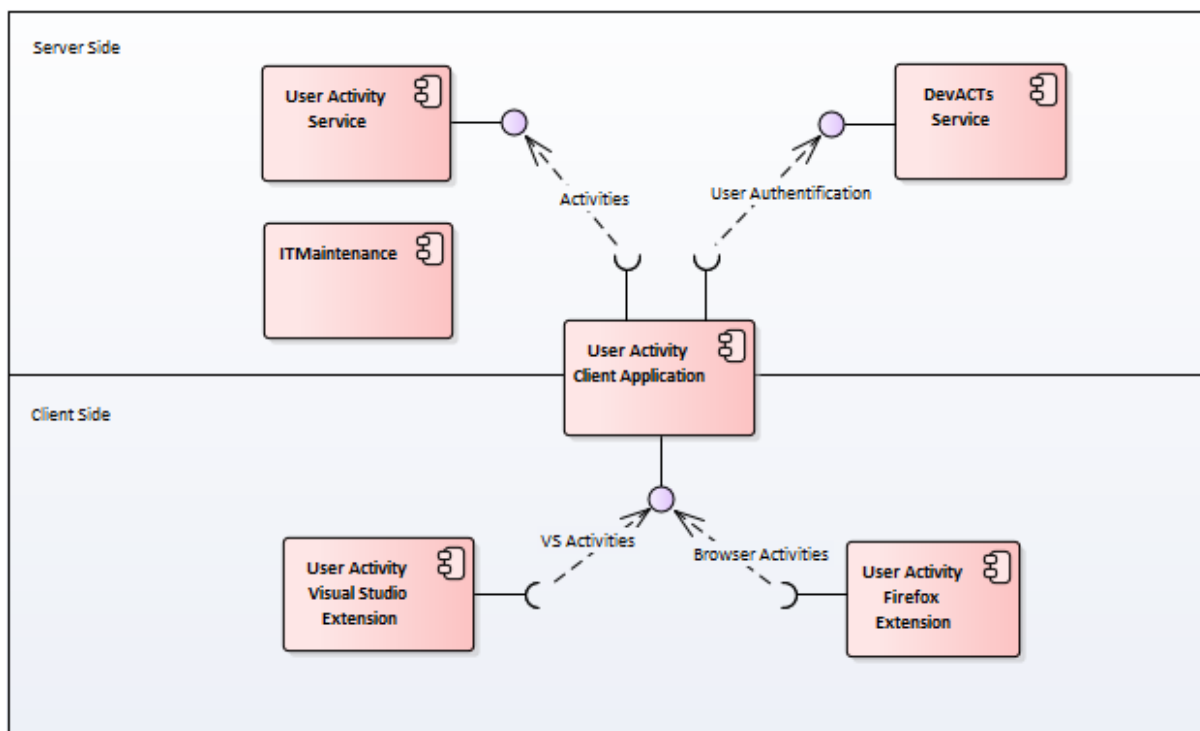 Server Side
User Activity
Service
DevACTs
Service
Activities
User Authentification
ITMaintenance
User Activity
Client Application
Client Side
VS Activities
Browser Activities
User Activity
Visual Studio
Extension
User Activity
Firefox
Extension